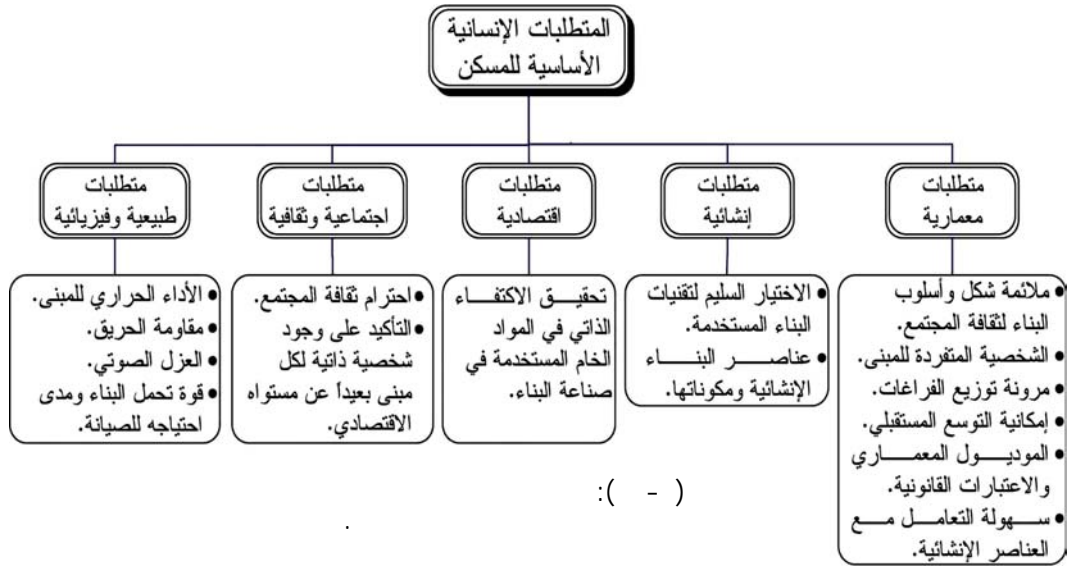 المتطلبات الإنسانية
الأساسية للمسكن
متطلبات
معمارية
متطلبات
إنشائية
متطلبات
اقتصادية
متطلبات
اجتماعية وثقافية
متطلبات
طبيعية وفيزيائية
• ملائمة شكل وأسلوب
البناء لثقافة المجتمع.
• الشخصية المتفردة للمبنى.
• مرونة توزيع الفراغات.
• إمكانية التوسع المستقبلي.
• الموديول المعماري
والاعتبارات القانونية.
• سهولة التعامل مع
العناصر الإنشائية.
• الاختيار السليم لتقنيات
البناء المستخدمة.
• عناصر البناء
الإنشائية ومكوناتها.
تحقيق الاكتفاء
الذاتي في المواد
الخام المستخدمة في
صناعة البناء.
• احترام ثقافة المجتمع.
• التأكيد على وجود
شخصية ذاتية لكل
مبنى بعيداً عن مستواه
الاقتصادي.
• الأداء الحراري للمبنى.
• مقاومة الحريق.
• العزل الصوتي.
• قوة تحمل البناء ومدى
احتياجه للصيانة.
( - ):
.